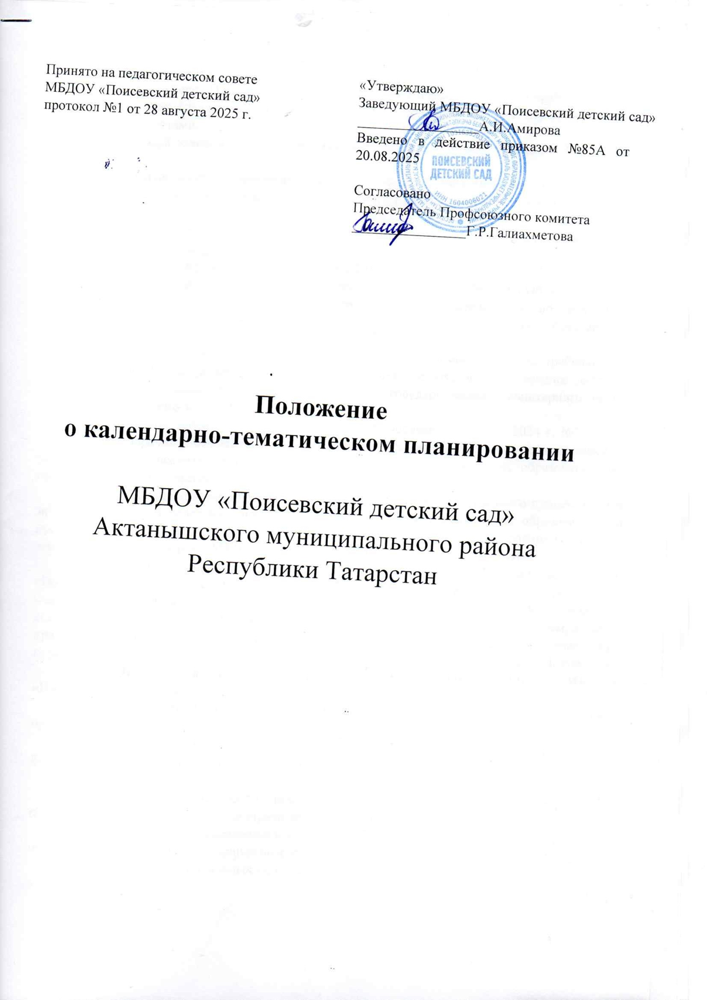 Принято на педагогическом совете
МБДОУ «Поисевский детский сад»
протокол №1 от 28 августа 2025 г.
«Утверждаю»
Заведующий МБДОУ «Поисевский детский сад»
А.И.Амирова
Введено в действие приказом №85А от
20.08.2025
ПОИСЕВСКИЙ
ДЕТСКИЙ САД
ИНН 1604006021
Согласовано
Председатель Профсоюзного комитета
Г.Р.Галиахметова
Положение
о календарно-тематическом планировании
МБДОУ «Поисевский детский сад»
Актанышского муниципального района
Республики Татарстан